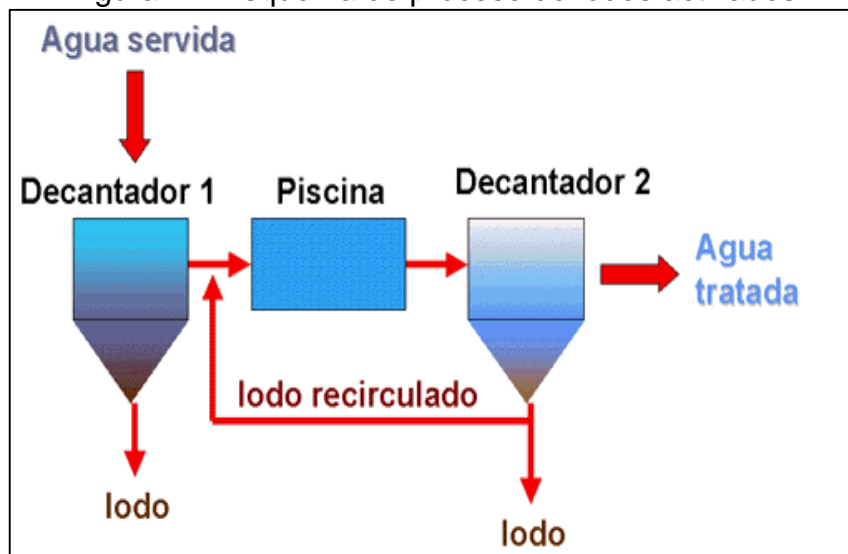 Agua servida
Decantador 1
Piscina
Decantador 2
Agua
tratada
lodo recirculado
lodo
lodo